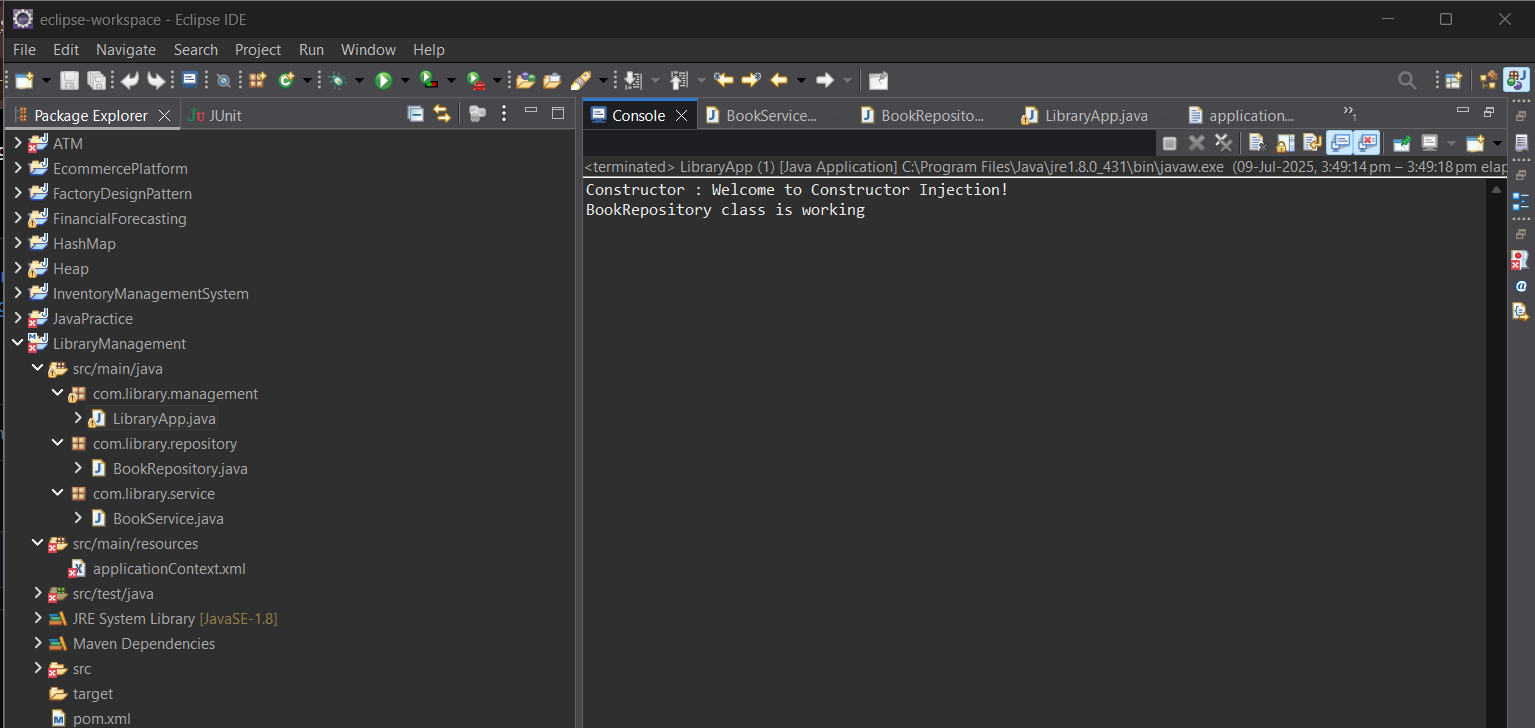 eclipse-workspace - Eclipse IDE
File Edit Navigate Search Project Run Window Help
Package Explorer
JUnit
ATM
EcommercePlatform
FactoryDesignPattern
FinancialForecasting
HashMap
Heap
InventoryManagementSystem
JavaPractice
LibraryManagement
src/main/java
com.library.management
LibraryApp.java
com.library.repository
BookRepository.java
com.library.service
BookService.java
src/main/resources
applicationContext.xml
src/test/java
JRE System Library [JavaSE-1.8]
Maven Dependencies
src
target
pom.xml
Console BookService... BookReposito... LibraryApp.java application... »1
<terminated> LibraryApp (1) [Java Application] C:\Program Files\Java\jre1.8.0_431\bin\javaw.exe (09-Jul-2025, 3:49:14 pm – 3:49:18 pm elap
Constructor : Welcome to Constructor Injection!
BookRepository class is working